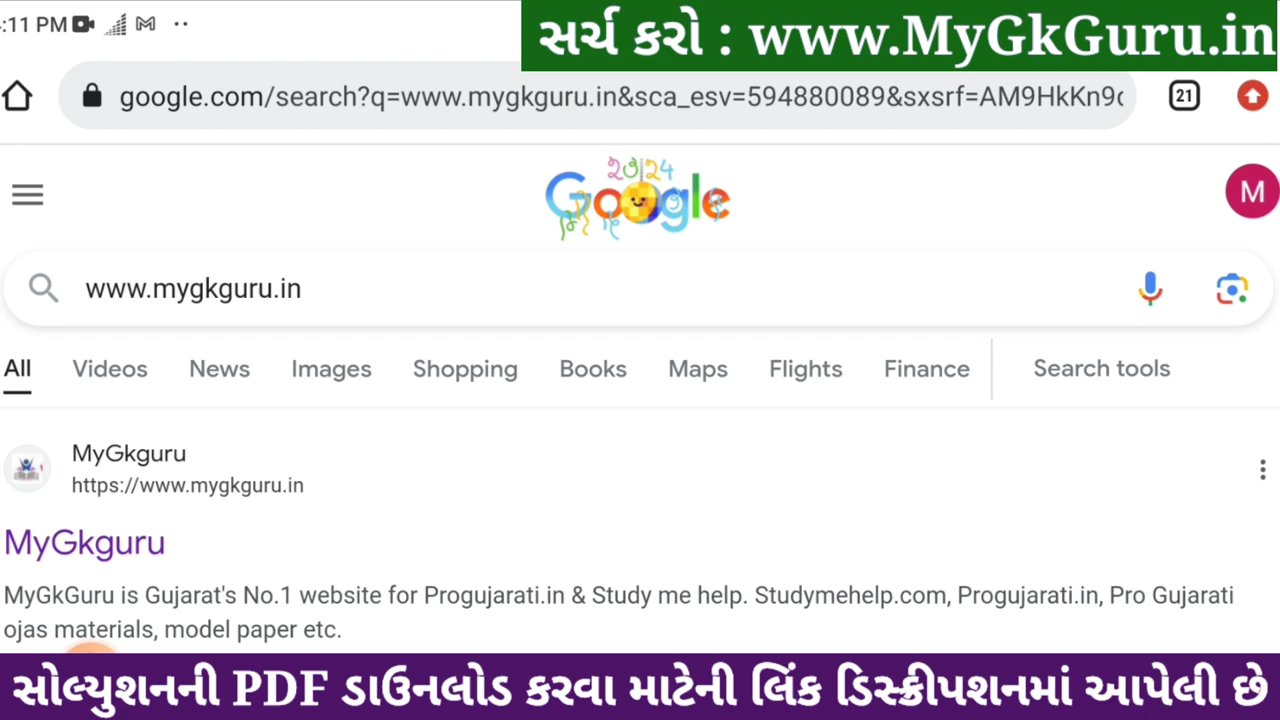 :11 PM
સર્ચ કરો : www.MyGkGuru.in
google.com/search?q=www.mygkguru.in&sca_esv=594880089&sxsrf=AM9HkKn9c
21
Google
M
www.mygkguru.in
All Videos News Images Shopping Books Maps Flights Finance Search tools
MyGkguru
https://www.mygkguru.in
MyGkguru
MyGkGuru is Gujarat's No.1 website for Progujarati.in & Study me help. Studymehelp.com, Progujarati.in, Pro Gujarati
ojas materials, model paper etc.
સોલ્યુશનની PDF ડાઉનલોડ કરવા માટેની લિંક ડિસ્ક્રીપશનમાં આપેલી છે